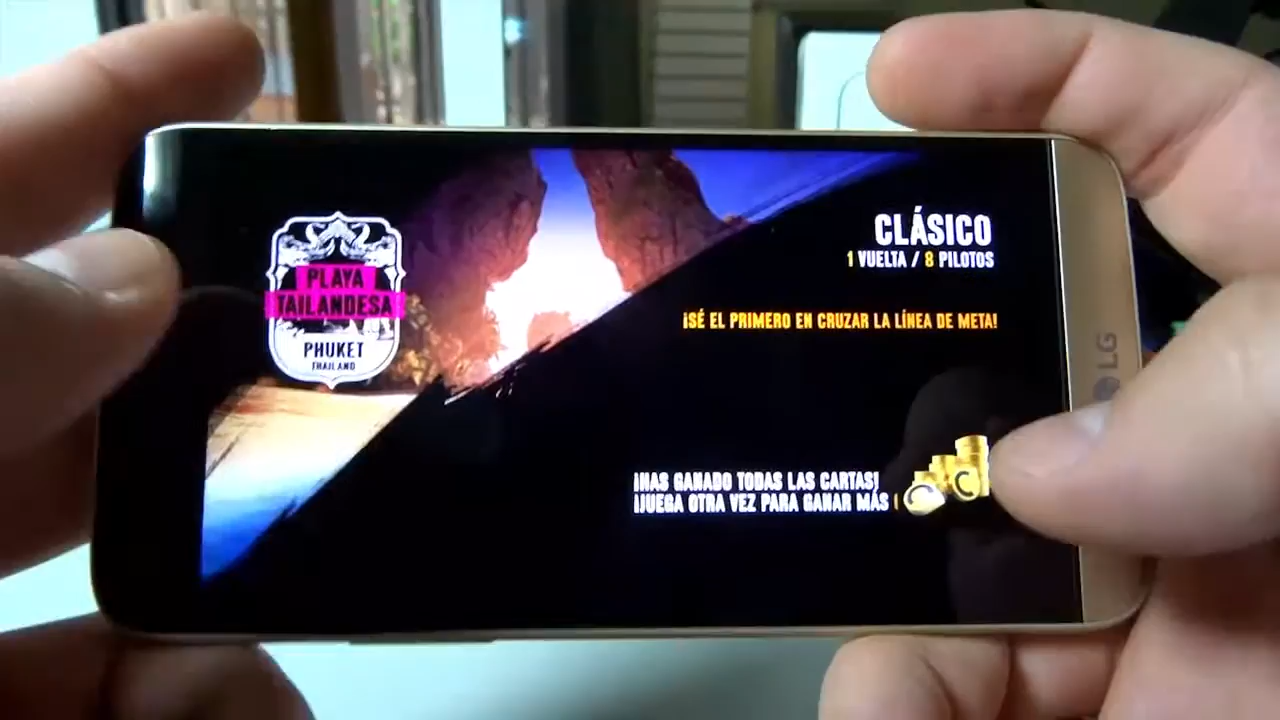 PLAYA
TAILANDESA
PHUKET
THAILAND
CLÁSICO
1 VUELTA / 8 PILOTOS
¡SÉ EL PRIMERO EN CRUZAR LA LÍNEA DE META!
¡HAS GANADO TODAS LAS CARTAS!
¡JUEGA OTRA VEZ PARA GANAR MÁS
LG